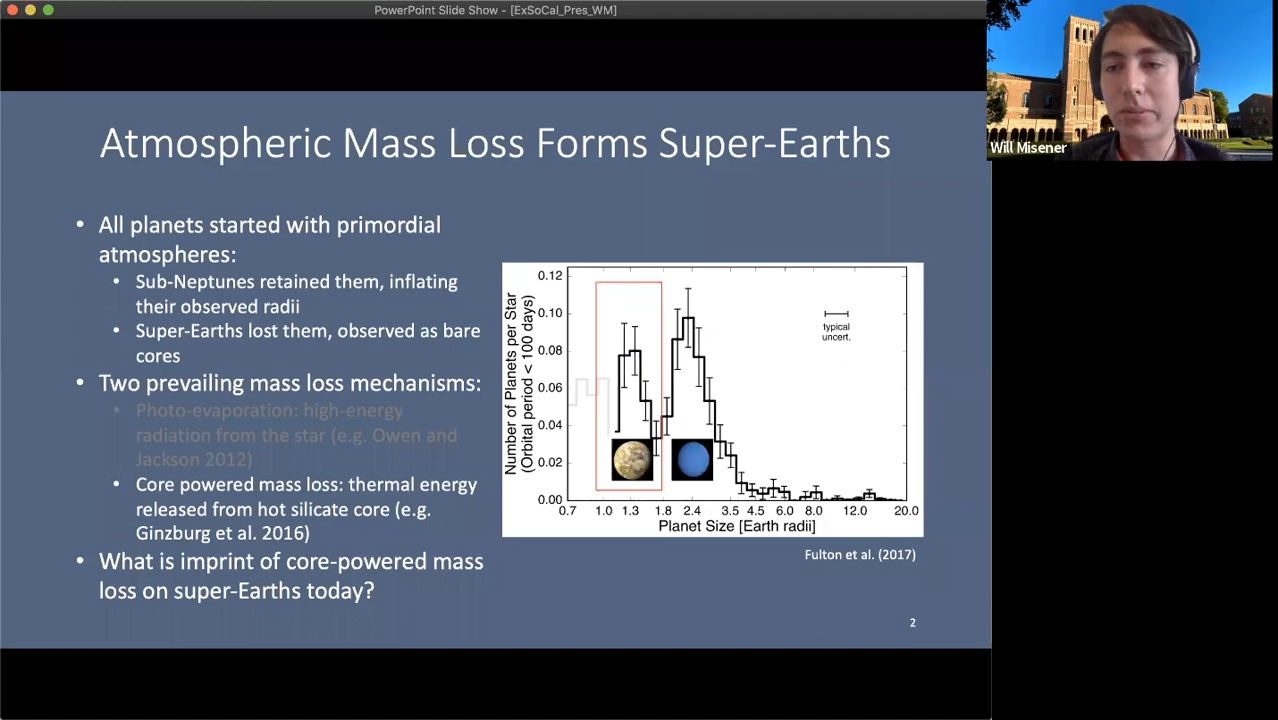 PowerPoint Slide Show - [ExSoCal_Pres_WM]
Will Misener
Atmospheric Mass Loss Forms Super-Earths
• All planets started with primordial
atmospheres:
• Sub-Neptunes retained them, inflating
their observed radii
• Super-Earths lost them, observed as bare
cores
• Two prevailing mass loss mechanisms:
• Photo-evaporation: high-energy
radiation from the star (e.g. Owen and
Jackson 2012)
• Core powered mass loss: thermal energy
released from hot silicate core (e.g.
Ginzburg et al. 2016)
• What is imprint of core-powered mass
loss on super-Earths today?
Number of Planets per Star
(Orbital period < 100 days)
0.12
0.10
0.08
0.06
0.04
0.02
0.00
typical
uncert.
0.7 1.0 1.3 1.8 2.4 3.5 4.5 6.0 8.0 12.0 20.0
Planet Size [Earth radii]
Fulton et al. (2017)
2